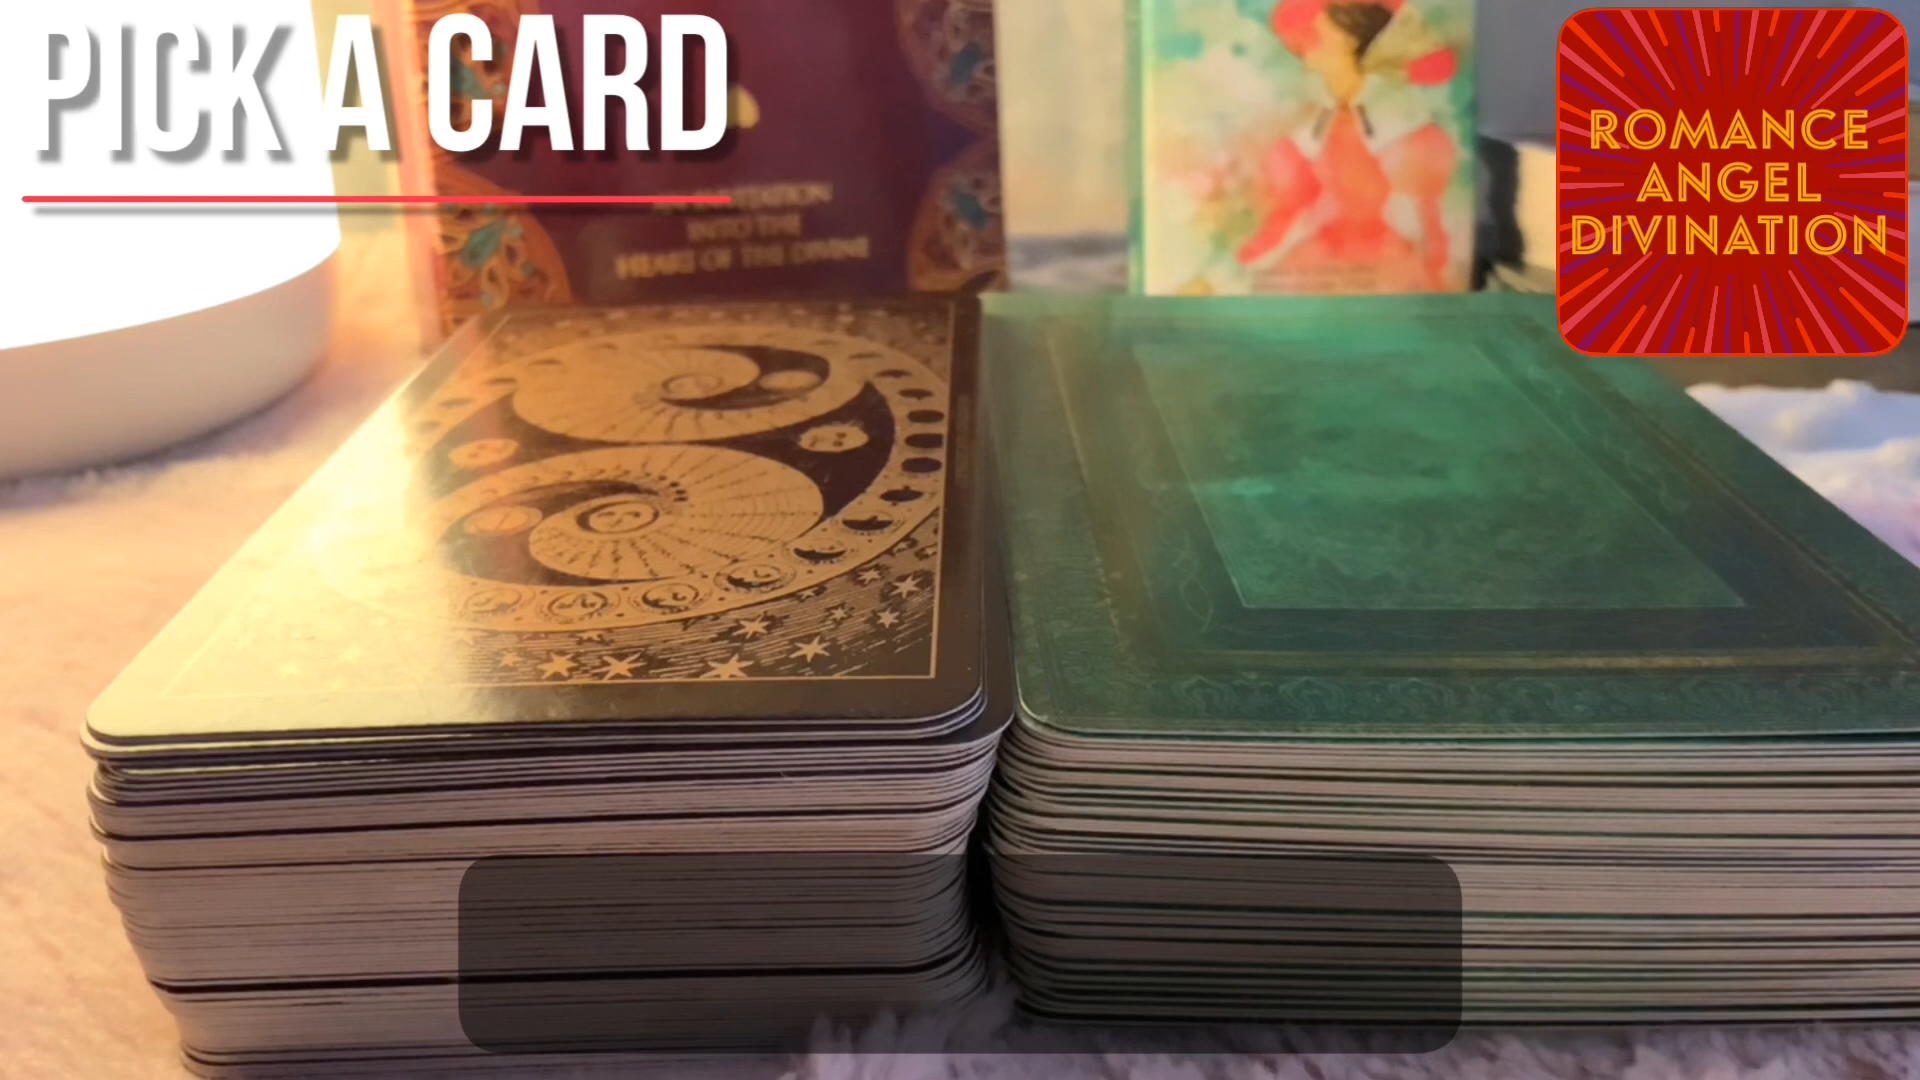 PICK A CARD
ROMANCE
ANGEL
DIVINATION
INTO THE
HEART OF THE DIVINE